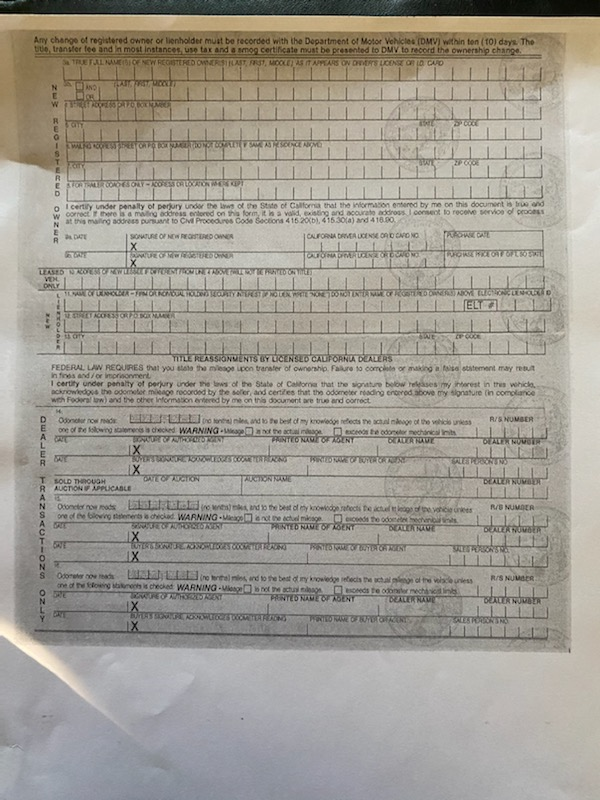 Any change of registered owner or lienholder must be recorded with the Department of Motor Vehicles (DMV) within ten (10) days. The
title, transfer fee and in most instances, use tax and a smog certificate must be presented to DMV to record the ownership change.
NEW REGISTERED OWNER
3a. TRUE FULL NAME(S) OF NEW REGISTERED OWNER(S) (LAST, FIRST, MIDDLE) AS IT APPEARS ON DRIVER'S LICENSE OR I.D. CARD
AND
OR
(LAST, FIRST, MIDDLE)
4. STREET ADDRESS OR P.O. BOX NUMBER
5. CITY STATE ZIP CODE
6. MAILING ADDRESS STREET OR P.O. BOX NUMBER (DO NOT COMPLETE IF SAME AS RESIDENCE ABOVE)
7. CITY STATE ZIP CODE
8. FOR TRAILER COACHES ONLY - ADDRESS OR LOCATION WHERE KEPT
I certify under penalty of perjury under the laws of the State of California that the information entered by me on this document is true and
correct. If there is a mailing address entered on this form, it is a valid, existing and accurate address. I consent to receive service of process
at this mailing address pursuant to Civil Procedures Code Sections 415.20(b), 415.30(a) and 416.90.
9a. DATE SIGNATURE OF NEW REGISTERED OWNER CALIFORNIA DRIVER LICENSE OR ID CARD NO. PURCHASE DATE
X
9b. DATE SIGNATURE OF NEW REGISTERED OWNER CALIFORNIA DRIVER LICENSE OR ID CARD NO. PURCHASE PRICE OR IF GIFT, SO STATE
X
LEASED VEH. ONLY
10. ADDRESS OF NEW LESSEE IF DIFFERENT FROM LINE 4 ABOVE (WILL NOT BE PRINTED ON TITLE)
NEW LIENHOLDER
11. NAME OF LIENHOLDER - FIRM OR INDIVIDUAL HOLDING SECURITY INTEREST (IF NO LIEN, WRITE "NONE") DO NOT ENTER NAME OF REGISTERED OWNER(S) ABOVE ELECTRONIC LIENHOLDER ID
ELT #
12. STREET ADDRESS OR P.O. BOX NUMBER
13. CITY STATE ZIP CODE
TITLE REASSIGNMENTS BY LICENSED CALIFORNIA DEALERS
FEDERAL LAW REQUIRES that you state the mileage upon transfer of ownership. Failure to complete or making a false statement may result
in fines and / or imprisonment.
I certify under penalty of perjury under the laws of the State of California that the signature below releases my interest in this vehicle,
acknowledges the odometer mileage recorded by the seller, and certifies that the odometer reading entered above my signature (in compliance
with Federal law) and the other information entered by me on this document are true and correct.
DEALER TRANSACTIONS ONLY
14.
Odometer now reads: (no tenths) miles, and to the best of my knowledge reflects the actual mileage of the vehicle unless R/S NUMBER
one of the following statements is checked. WARNING - Mileage is not the actual mileage. exceeds the odometer mechanical limits.
DATE SIGNATURE OF AUTHORIZED AGENT PRINTED NAME OF AGENT DEALER NAME DEALER NUMBER
X
DATE BUYER'S SIGNATURE, ACKNOWLEDGES ODOMETER READING PRINTED NAME OF BUYER OR AGENT SALES PERSON'S NO.
X
SOLD THROUGH DATE OF AUCTION AUCTION NAME DEALER NUMBER
AUCTION IF APPLICABLE
15.
Odometer now reads: (no tenths) miles, and to the best of my knowledge reflects the actual mileage of the vehicle unless R/S NUMBER
one of the following statements is checked. WARNING - Mileage is not the actual mileage. exceeds the odometer mechanical limits.
DATE SIGNATURE OF AUTHORIZED AGENT PRINTED NAME OF AGENT DEALER NAME DEALER NUMBER
X
DATE BUYER'S SIGNATURE, ACKNOWLEDGES ODOMETER READING PRINTED NAME OF BUYER OR AGENT SALES PERSON'S NO.
X
Odometer now reads: (no tenths) miles, and to the best of my knowledge reflects the actual mileage of the vehicle unless R/S NUMBER
one of the following statements is checked. WARNING - Mileage is not the actual mileage. exceeds the odometer mechanical limits.
DATE SIGNATURE OF AUTHORIZED AGENT PRINTED NAME OF AGENT DEALER NAME DEALER NUMBER
X
DATE BUYER'S SIGNATURE, ACKNOWLEDGES ODOMETER READING PRINTED NAME OF BUYER OR AGENT SALES PERSON'S NO.
X